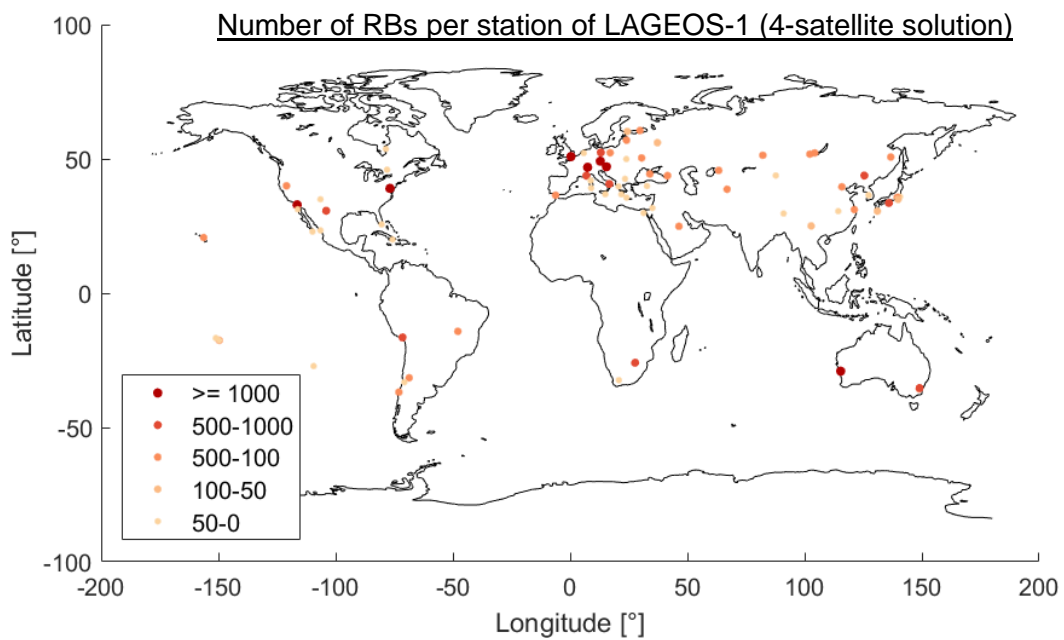 Number of RBs per station of LAGEOS-1 (4-satellite solution)
100
50
0
-50
-100
Latitude [°]
>= 1000
500-1000
500-100
100-50
50-0
-200 -150 -100 -50 0 50 100 150 200
Longitude [°]